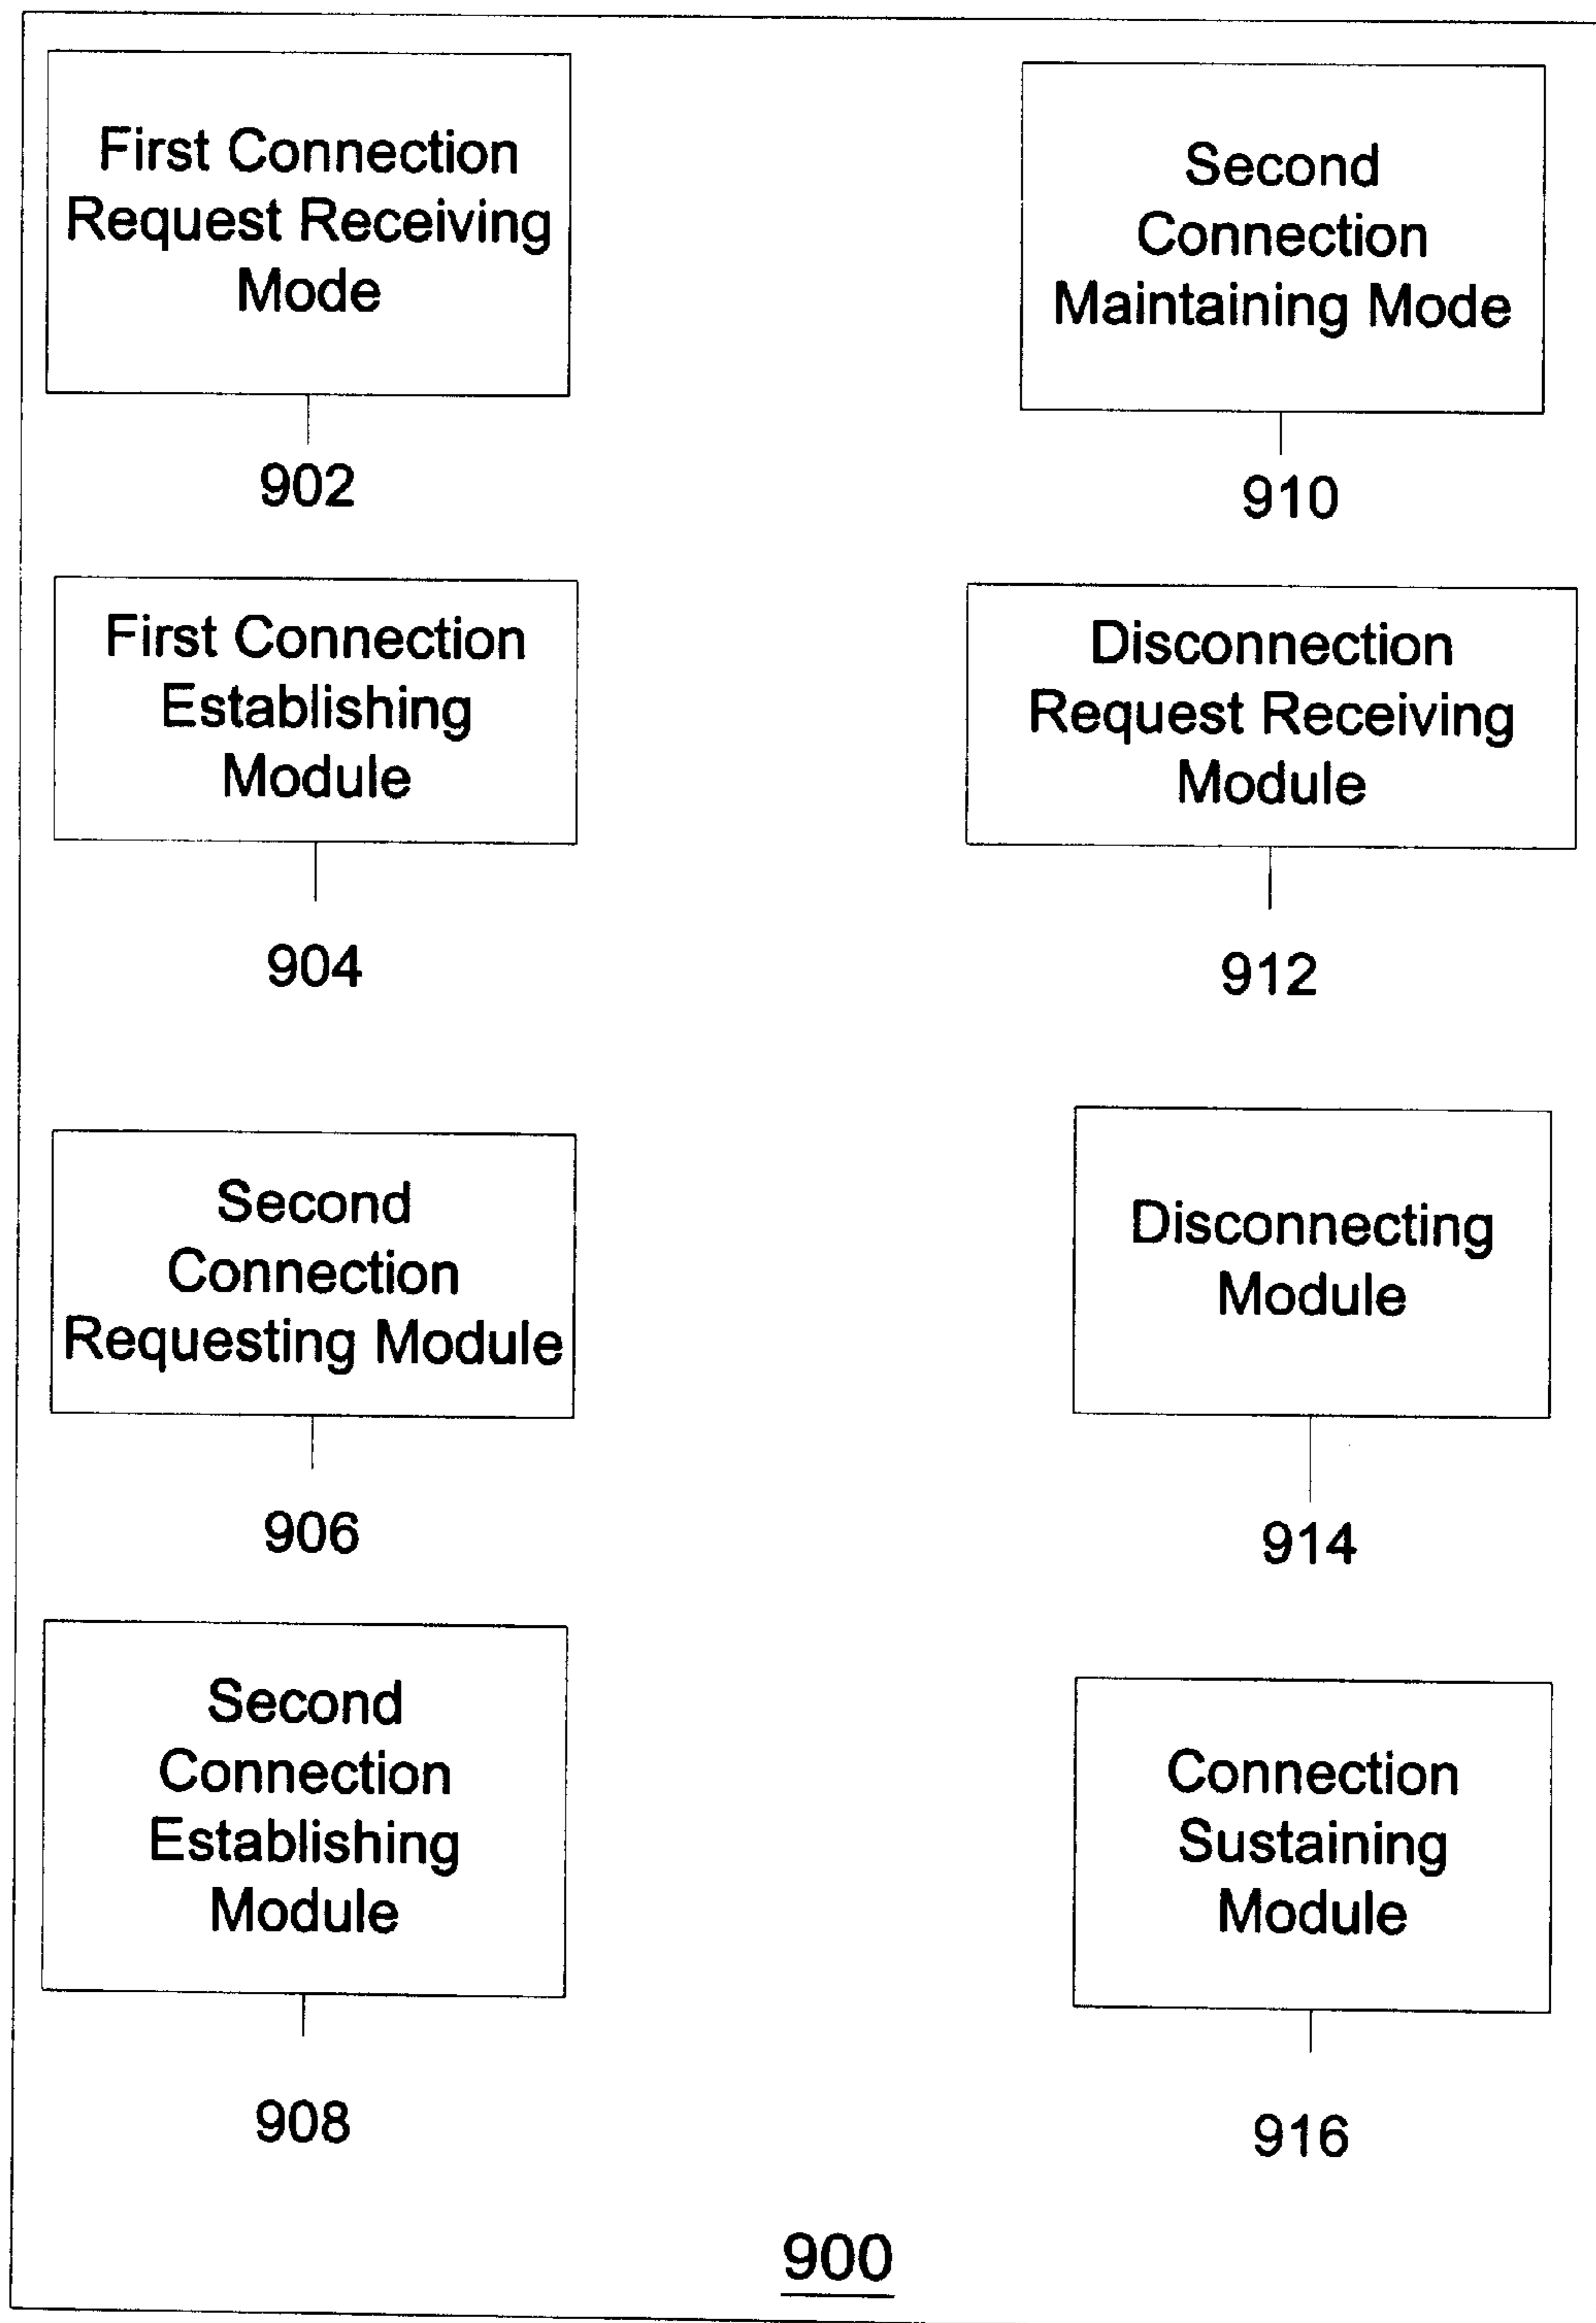 First Connection
Request Receiving
Mode
902
First Connection
Establishing
Module
904
Second
Connection
Requesting Module
906
Second
Connection
Establishing
Module
908
Second
Connection
Maintaining Mode
910
Disconnection
Request Receiving
Module
912
Disconnecting
Module
914
Connection
Sustaining
Module
916
900